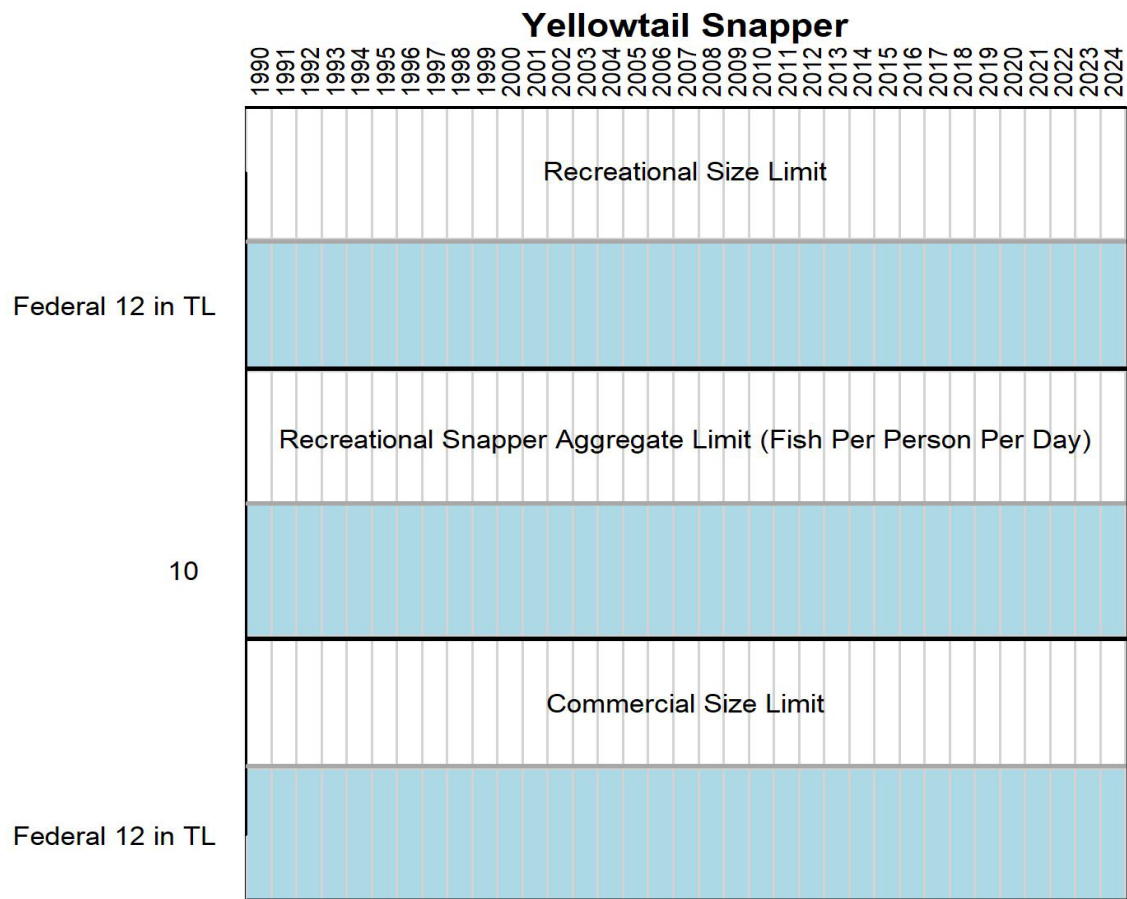 Yellowtail Snapper
1990 1991 1992 1993 1994 1995 1996 1997 1998 1999 2000 2001 2002 2003 2004 2005 2006 2007 2008 2009 2010 2011 2012 2013 2014 2015 2016 2017 2018 2019 2020 2021 2022 2023 2024
Recreational Size Limit
Federal 12 in TL
Recreational Snapper Aggregate Limit (Fish Per Person Per Day)
10
Commercial Size Limit
Federal 12 in TL